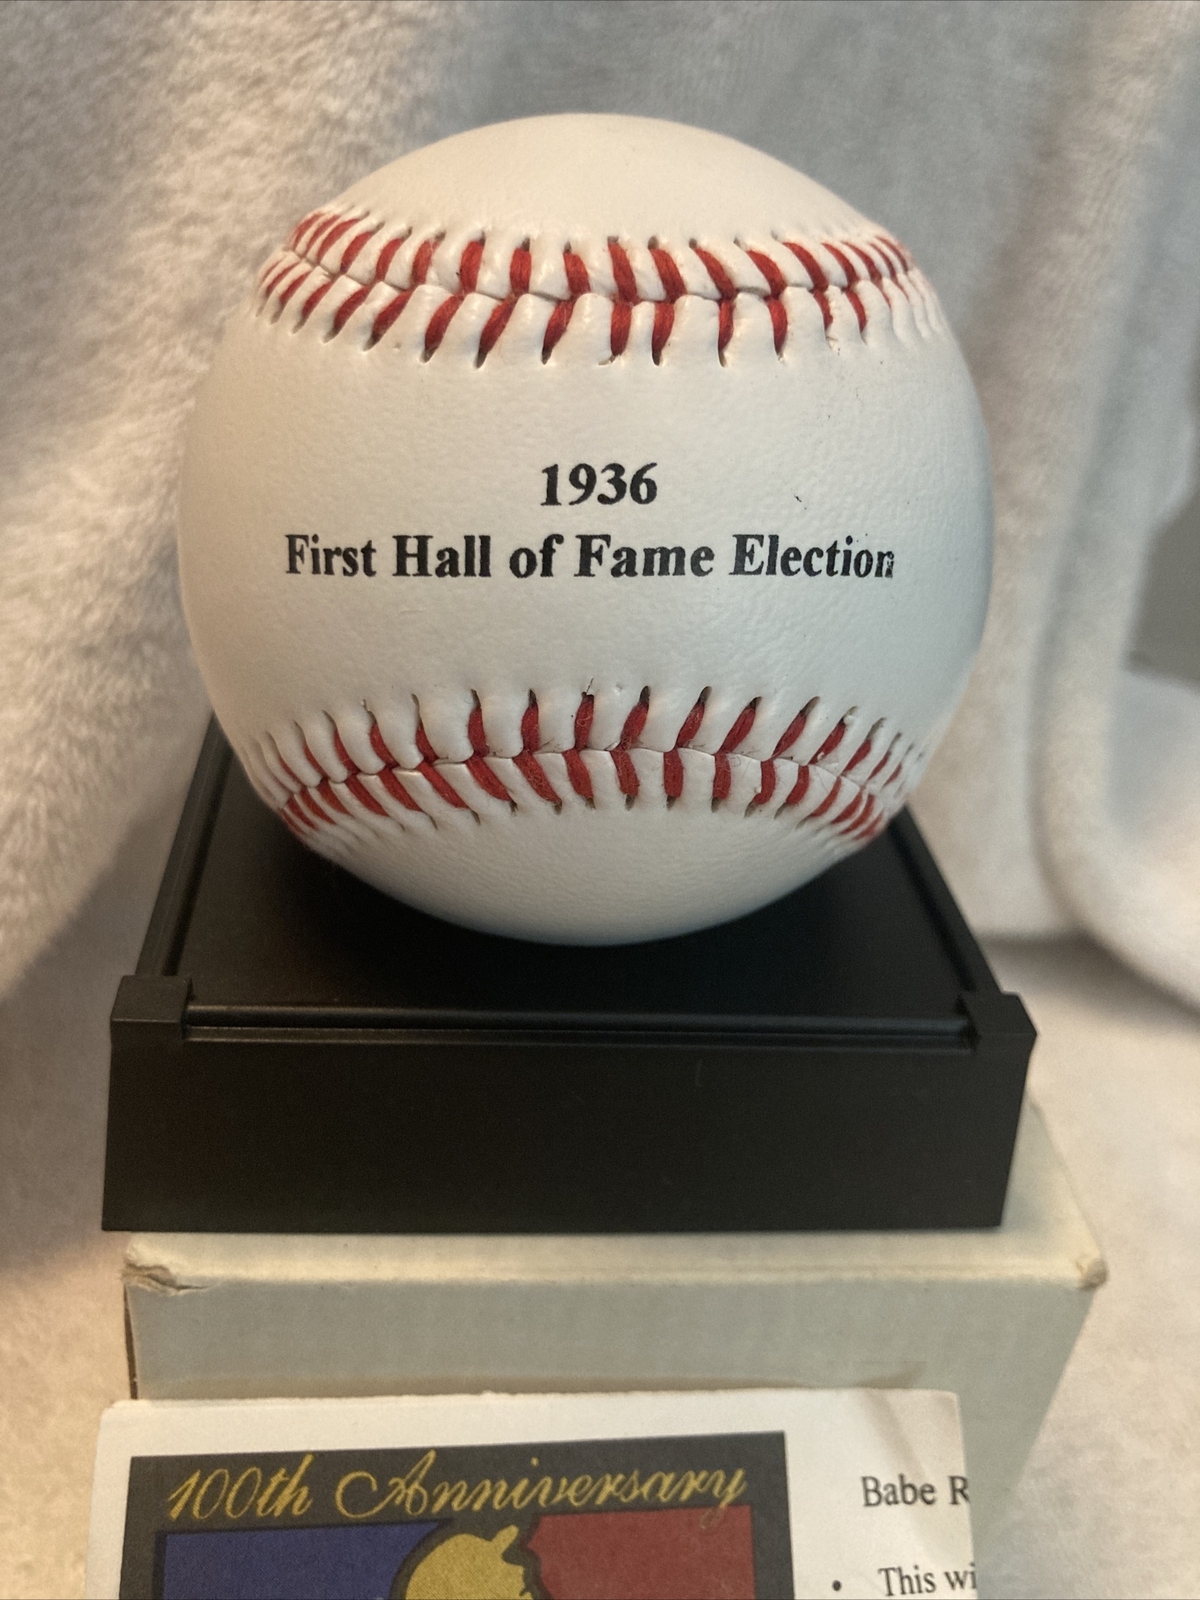 1936
First Hall of Fame Election
100th Anniversary
Babe R
• This wi